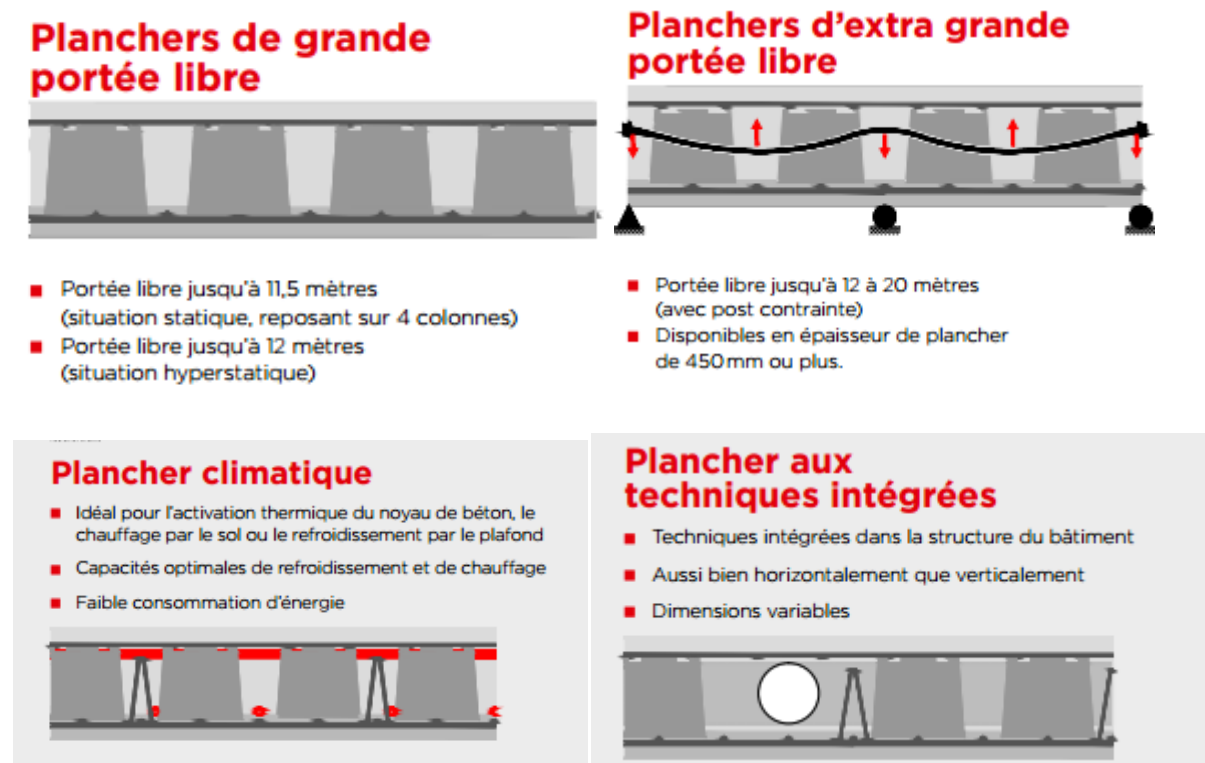 Planchers de grande
portée libre
Portée libre jusqu'à 11,5 mètres
(situation statique, reposant sur 4 colonnes)
Portée libre jusqu'à 12 mètres
(situation hyperstatique)
Planchers d'extra grande
portée libre
Portée libre jusqu'à 12 à 20 mètres
(avec post contrainte)
Disponibles en épaisseur de plancher
de 450 mm ou plus.
Plancher climatique
Idéal pour l'activation thermique du noyau de béton, le
chauffage par le sol ou le refroidissement par le plafond
Capacités optimales de refroidissement et de chauffage
Faible consommation d'énergie
Plancher aux
techniques intégrées
Techniques intégrées dans la structure du bâtiment
Aussi bien horizontalement que verticalement
Dimensions variables